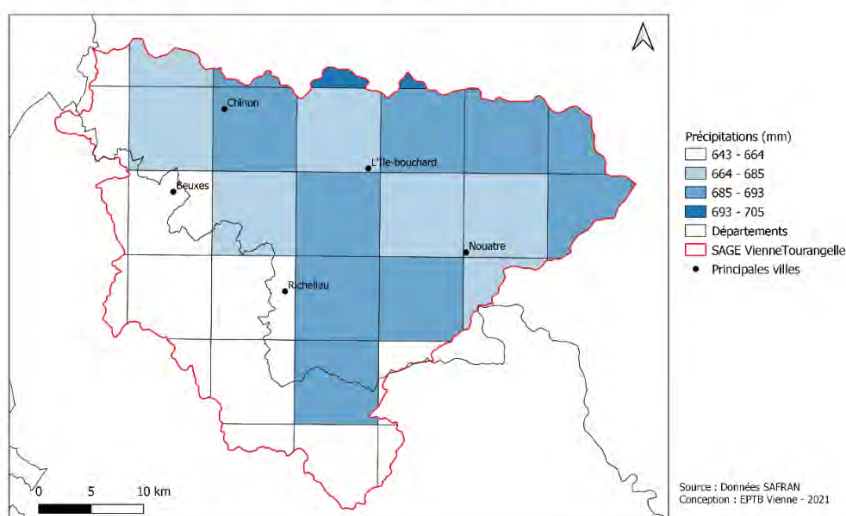 Chinon
L'Ile-bouchard
Beuxes
Nouatre
Richelieu
0 5 10 km
Précipitations (mm)
643 - 664
664 - 685
685 - 693
693 - 705
Départements
SAGE VienneTourangelle
Principales villes
Source : Données SAFRAN
Conception : EPTB Vienne - 2021